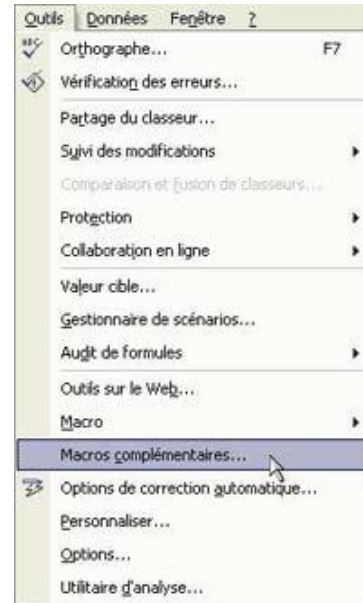 Outils Données Fenêtre ?
Orthographe... F7
Vérification des erreurs...
Partage du classeur...
Suivi des modifications
Comparaison et fusion de classeurs...
Protection
Collaboration en ligne
Valeur cible...
Gestionnaire de scénarios...
Audit de formules
Outils sur le Web...
Macro
Macros complémentaires...
Options de correction automatique...
Personnaliser...
Options...
Utilitaire d'analyse...